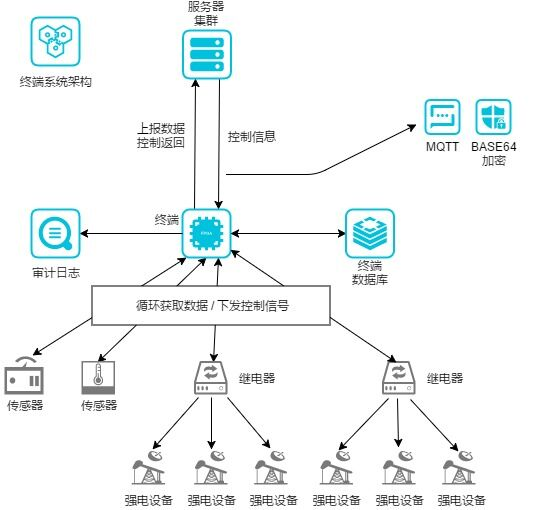 服务器
集群
终端系统架构
上报数据
控制返回
控制信息
MQTT
BASE64
加密
终端
审计日志
终端
数据库
循环获取数据 / 下发控制信号
传感器
传感器
继电器
继电器
强电设备
强电设备
强电设备
强电设备
强电设备
强电设备